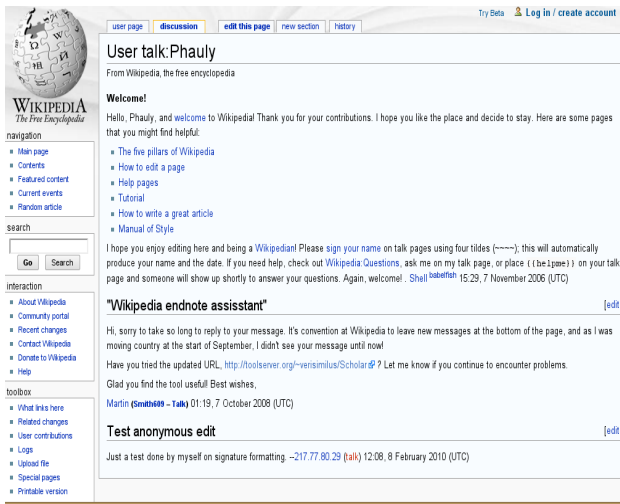 Try Beta Log in / create account
user page discussion edit this page new section history
User talk:Phauly
From Wikipedia, the free encyclopedia
Welcome!
Hello, Phauly, and welcome to Wikipedia! Thank you for your contributions. I hope you like the place and decide to stay. Here are some pages
that you might find helpful:
The five pillars of Wikipedia
How to edit a page
Help pages
Tutorial
How to write a great article
Manual of Style
I hope you enjoy editing here and being a Wikipedian! Please sign your name on talk pages using four tildes (~~~~); this will automatically
produce your name and the date. If you need help, check out Wikipedia:Questions, ask me on my talk page, or place {{helpme}} on your talk
page and someone will show up shortly to answer your questions. Again, welcome! . Shell babelfish 15:29, 7 November 2006 (UTC)
"Wikipedia endnote assisstant" [edit
Hi, sorry to take so long to reply to your message. It's convention at Wikipedia to leave new messages at the bottom of the page, and as I was
moving country at the start of September, I didn't see your message until now!
Have you tried the updated URL, http://toolserver.org/~verisimilus/Scholar ? Let me know if you continue to encounter problems.
Glad you find the tool useful! Best wishes,
Martin (Smith609 – Talk) 01:19, 7 October 2008 (UTC)
Test anonymous edit [edit
Just a test done by myself on signature formatting. --217.77.80.29 (talk) 12:08, 8 February 2010 (UTC)
WIKIPEDIA
The Free Encyclopedia
navigation
Main page
Contents
Featured content
Current events
Random article
search
Go Search
interaction
About Wikipedia
Community portal
Recent changes
Contact Wikipedia
Donate to Wikipedia
Help
toolbox
What links here
Related changes
User contributions
Logs
Upload file
Special pages
Printable version